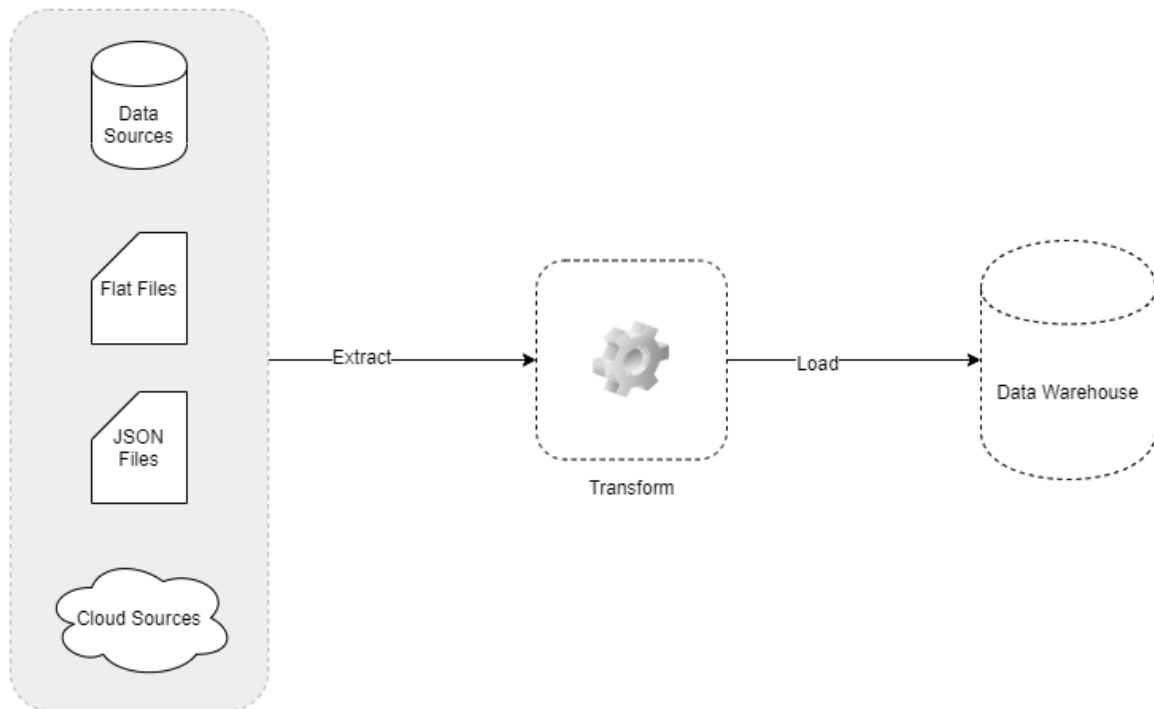 Data
Sources
Flat Files
JSON
Files
Cloud Sources
Extract
Transform
Load
Data Warehouse